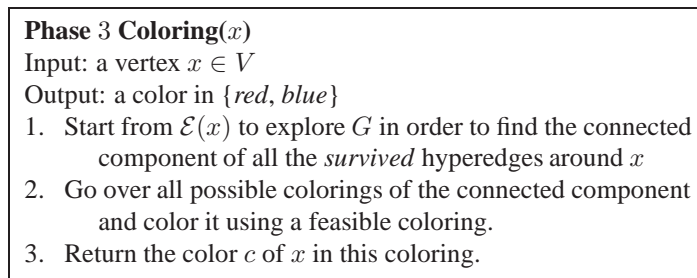 Phase 3 Coloring(x)
Input: a vertex x ∈ V
Output: a color in {red, blue}
1. Start from ℰ(x) to explore G in order to find the connected
component of all the survived hyperedges around x
2. Go over all possible colorings of the connected component
and color it using a feasible coloring.
3. Return the color c of x in this coloring.